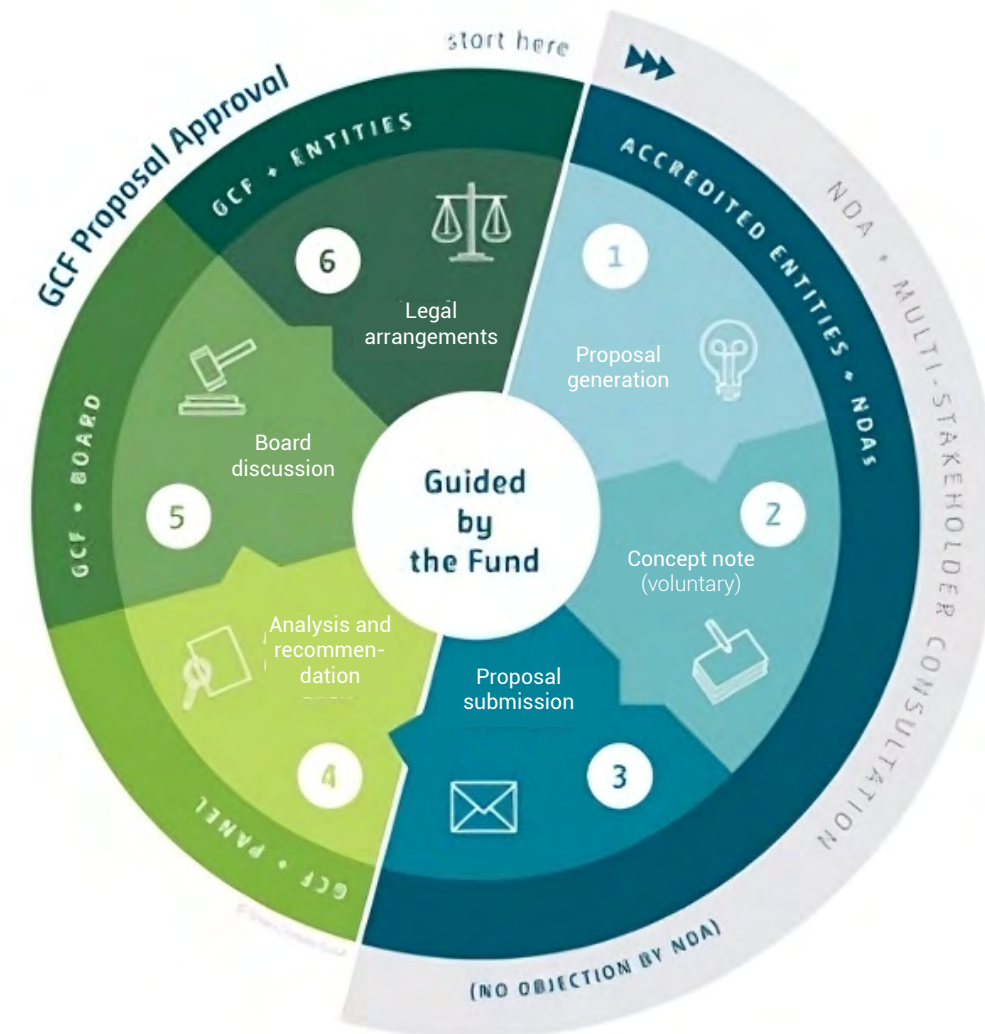 start here
GCF Proposal Approval
GCF • ENTITIES
ACCREDITED ENTITIES • NDAs
NDA • MULTI-STAKEHOLDER CONSULTATION
(NO OBJECTION BY NDA)
1
Proposal
generation
2
Concept note
(voluntary)
3
Proposal
submission
4
Analysis and
recommen-
dation
GCF • PANEL
5
Board
discussion
GCF • BOARD
6
Legal
arrangements
Guided
by
the Fund